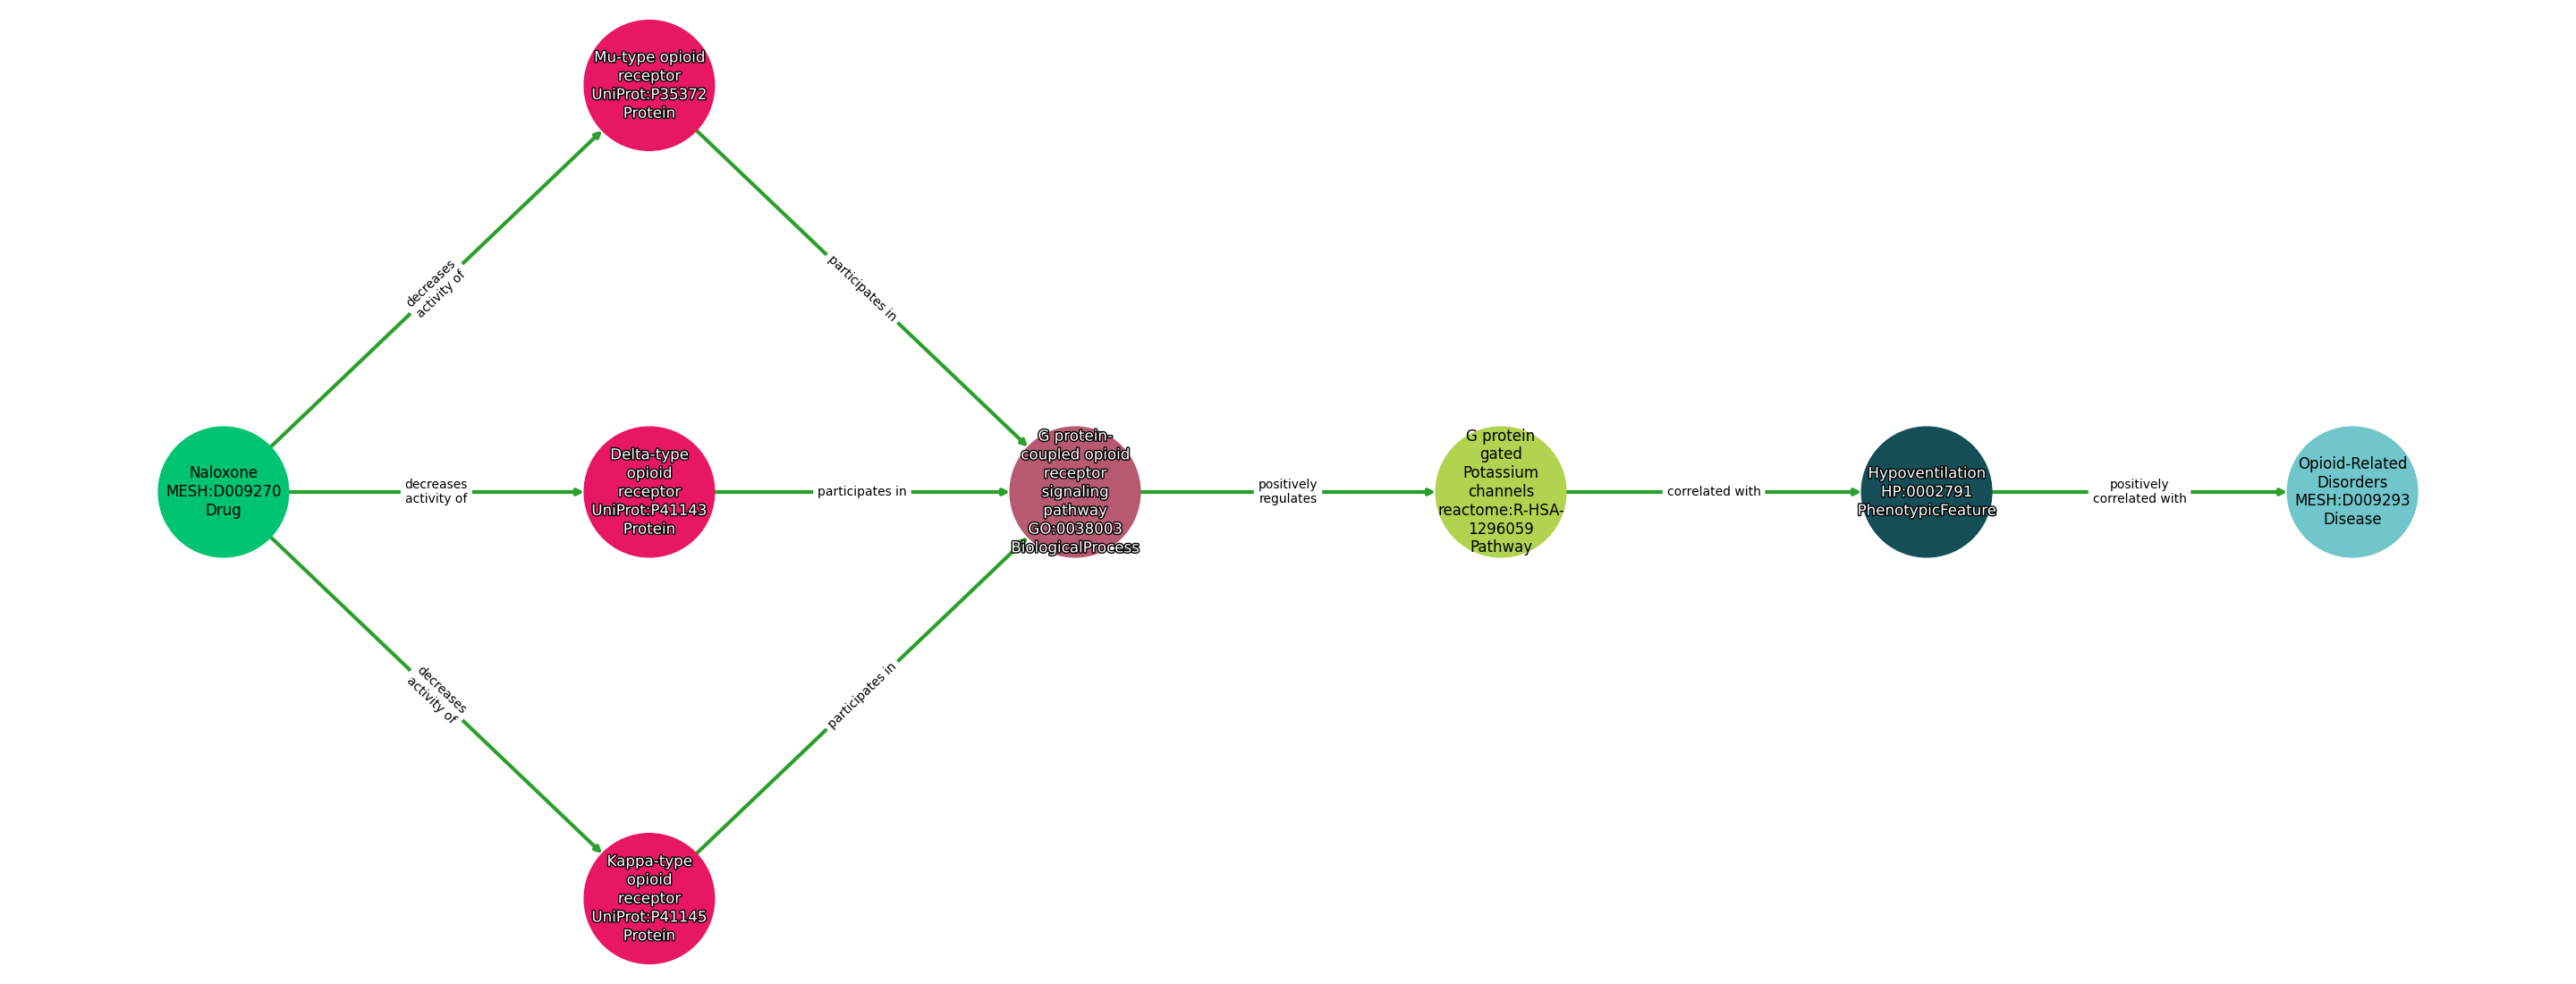 Mu-type opioid
receptor
UniProt:P35372
Protein
decreases
activity of
participates in
Naloxone
MESH:D009270
Drug
decreases
activity of
Delta-type
opioid
receptor
UniProt:P41143
Protein
participates in
G protein-
coupled opioid
receptor
signaling
pathway
GO:0038003
BiologicalProcess
positively
regulates
G protein
gated
Potassium
channels
reactome:R-HSA-
1296059
Pathway
correlated with
Hypoventilation
HP:0002791
PhenotypicFeature
positively
correlated with
Opioid-Related
Disorders
MESH:D009293
Disease
decreases
activity of
participates in
Kappa-type
opioid
receptor
UniProt:P41145
Protein